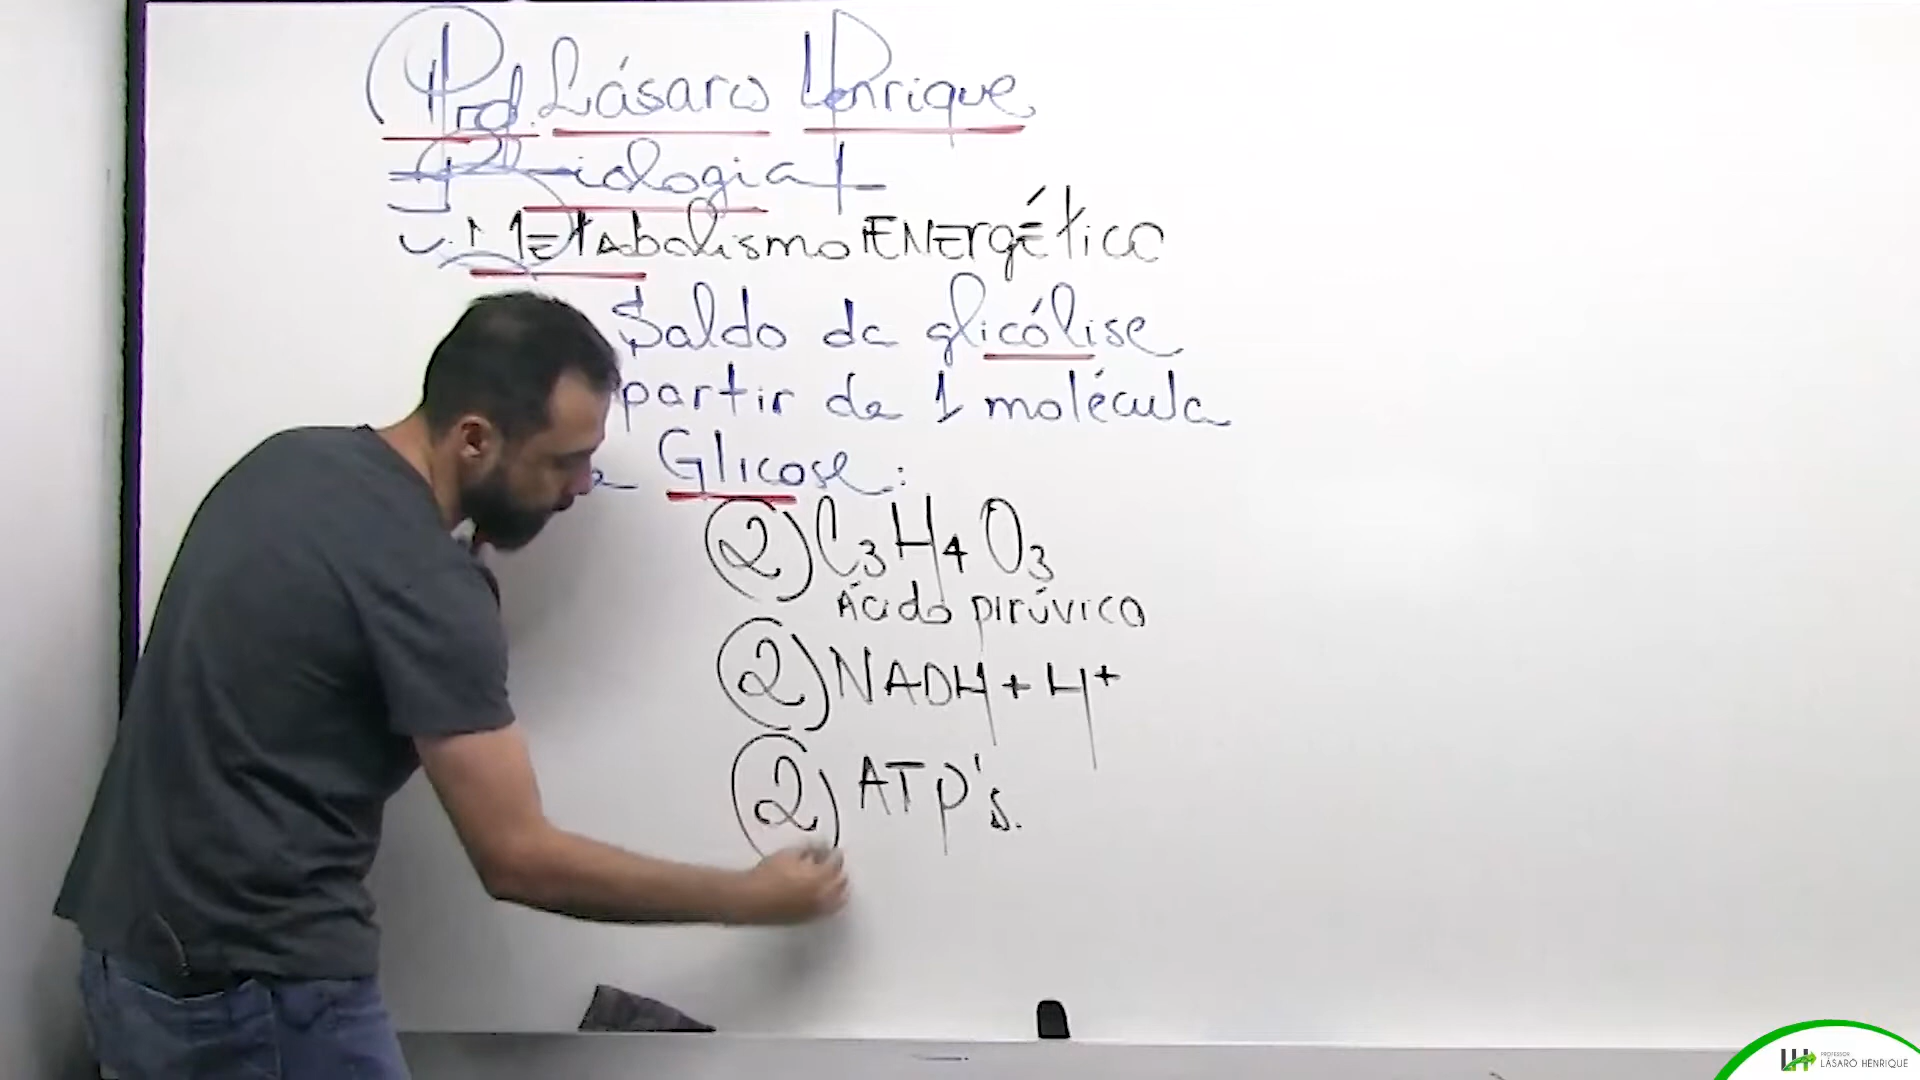 Prof. Lásaro Henrique
Biologia
Metabolismo ENErgético
Saldo da glicólise
partir de 1 molécula
Glicose:
2 C3H4O3
Ácido pirúvico
2 NADH + H+
2 ATP's.
LH PROFESSOR
LÁSARO HENRIQUE